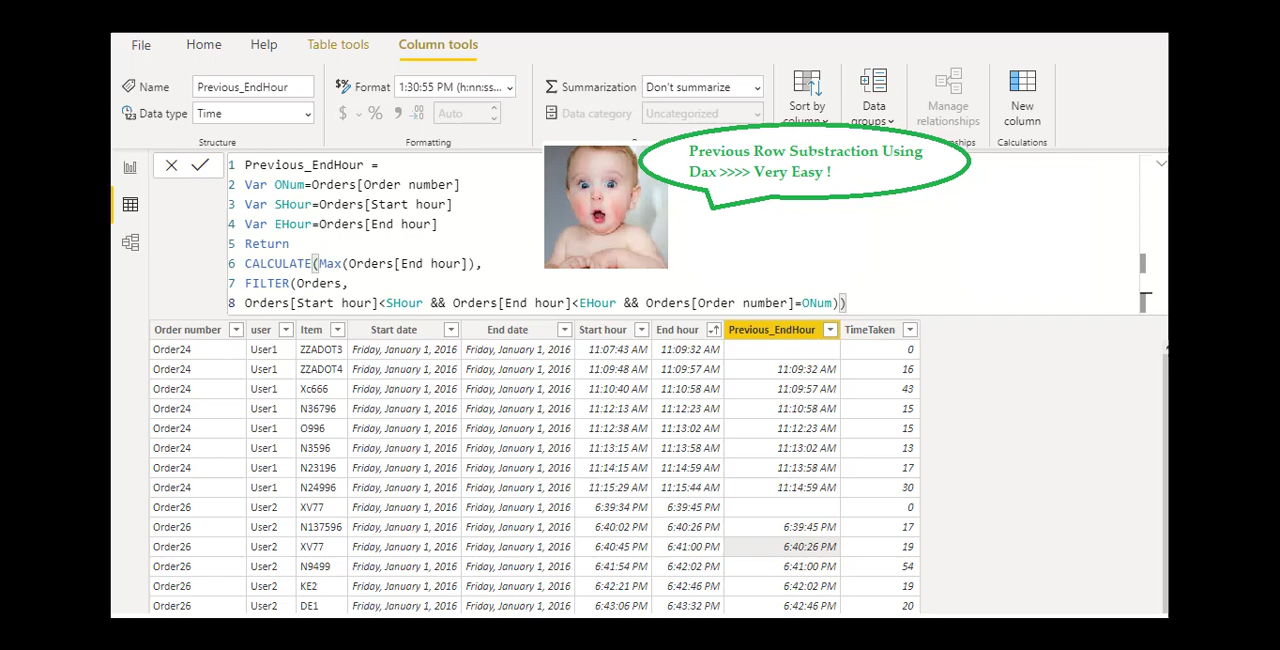 File Home Help Table tools Column tools
Name Previous_EndHour Format 1:30:55 PM (h:nn:ss... Summarization Don't summarize
Data type Time $ % Auto Data category Uncategorized
Sort by column Data groups Manage relationships New column
Structure Formatting Calculations
Previous Row Substraction Using
Dax >>>> Very Easy !
1 Previous_EndHour =
2 Var ONum=Orders[Order number]
3 Var SHour=Orders[Start hour]
4 Var EHour=Orders[End hour]
5 Return
6 CALCULATE(Max(Orders[End hour]),
7 FILTER(Orders,
8 Orders[Start hour]<SHour && Orders[End hour]<EHour && Orders[Order number]=ONum))
Order number user Item Start date End date Start hour End hour Previous_EndHour TimeTaken
Order24 User1 ZZADOT3 Friday, January 1, 2016 Friday, January 1, 2016 11:07:43 AM 11:09:32 AM 0
Order24 User1 ZZADOT4 Friday, January 1, 2016 Friday, January 1, 2016 11:09:48 AM 11:09:57 AM 11:09:32 AM 16
Order24 User1 Xc666 Friday, January 1, 2016 Friday, January 1, 2016 11:10:40 AM 11:10:58 AM 11:09:57 AM 43
Order24 User1 N36796 Friday, January 1, 2016 Friday, January 1, 2016 11:12:13 AM 11:12:23 AM 11:10:58 AM 15
Order24 User1 O996 Friday, January 1, 2016 Friday, January 1, 2016 11:12:38 AM 11:13:02 AM 11:12:23 AM 15
Order24 User1 N3596 Friday, January 1, 2016 Friday, January 1, 2016 11:13:15 AM 11:13:58 AM 11:13:02 AM 13
Order24 User1 N23196 Friday, January 1, 2016 Friday, January 1, 2016 11:14:15 AM 11:14:59 AM 11:13:58 AM 17
Order24 User1 N24996 Friday, January 1, 2016 Friday, January 1, 2016 11:15:29 AM 11:15:44 AM 11:14:59 AM 30
Order26 User2 XV77 Friday, January 1, 2016 Friday, January 1, 2016 6:39:34 PM 6:39:45 PM 0
Order26 User2 N137596 Friday, January 1, 2016 Friday, January 1, 2016 6:40:02 PM 6:40:26 PM 6:39:45 PM 17
Order26 User2 XV77 Friday, January 1, 2016 Friday, January 1, 2016 6:40:45 PM 6:41:00 PM 6:40:26 PM 19
Order26 User2 N9499 Friday, January 1, 2016 Friday, January 1, 2016 6:41:54 PM 6:42:02 PM 6:41:00 PM 54
Order26 User2 KE2 Friday, January 1, 2016 Friday, January 1, 2016 6:42:21 PM 6:42:46 PM 6:42:02 PM 19
Order26 User2 DE1 Friday, January 1, 2016 Friday, January 1, 2016 6:43:06 PM 6:43:32 PM 6:42:46 PM 20